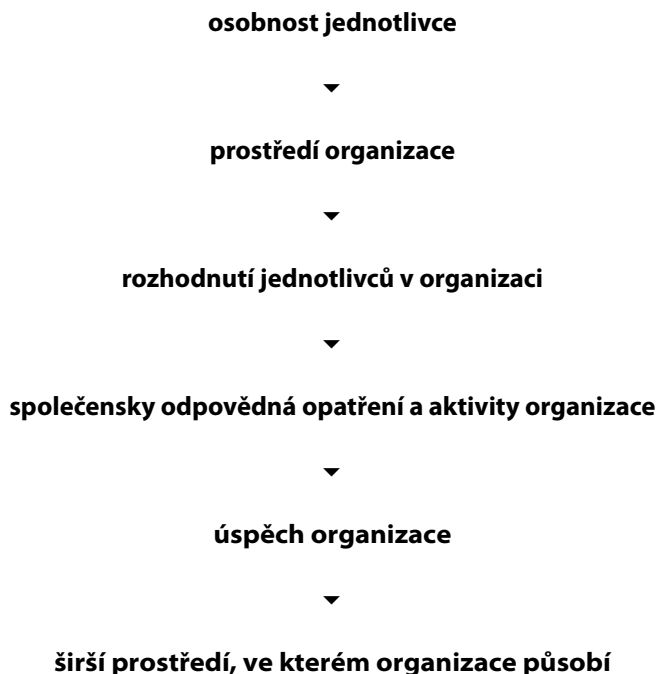 osobnost jednotlivce
prostředí organizace
rozhodnutí jednotlivců v organizaci
společensky odpovědná opatření a aktivity organizace
úspěch organizace
širší prostředí, ve kterém organizace působí